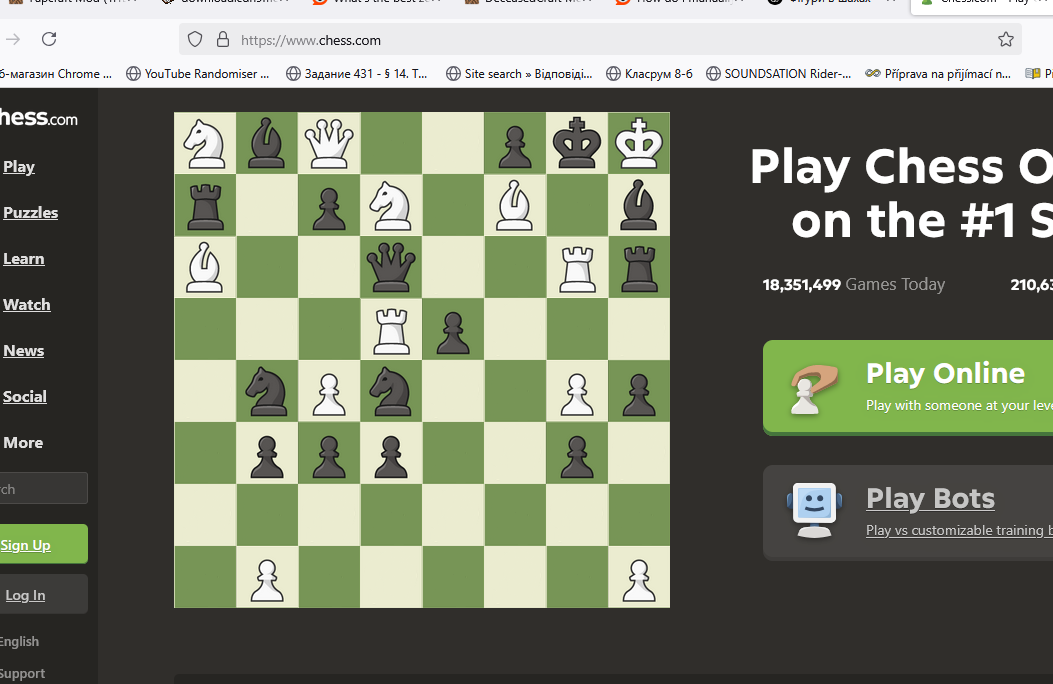 https://www.chess.com
б-магазин Chrome ...
YouTube Randomiser ...
Задание 431 - § 14. Т...
Site search » Відповіді...
Класрум 8-б
SOUNDSATION Rider-...
Příprava na přijímací n...
hess.com
Play
Puzzles
Learn
Watch
News
Social
More
rch
Sign Up
Log In
English
Support
Play Chess O
on the #1 S
18,351,499 Games Today
210,63
Play Online
Play with someone at your leve
Play Bots
Play vs customizable training b